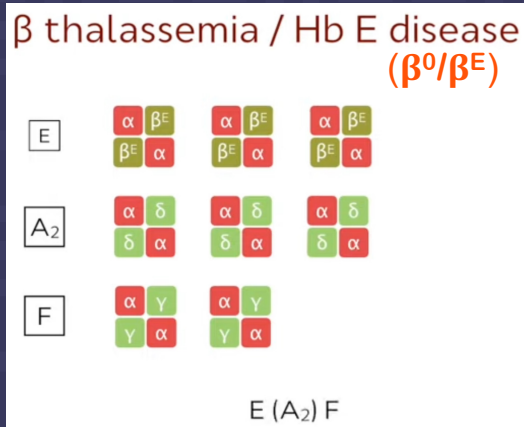 β thalassemia / Hb E disease
(β⁰/βᴱ)
E
α βᴱ α βᴱ α βᴱ
βᴱ α βᴱ α βᴱ α
A₂
α δ α δ α δ
δ α δ α δ α
F
α γ α γ
γ α γ α
E (A₂) F